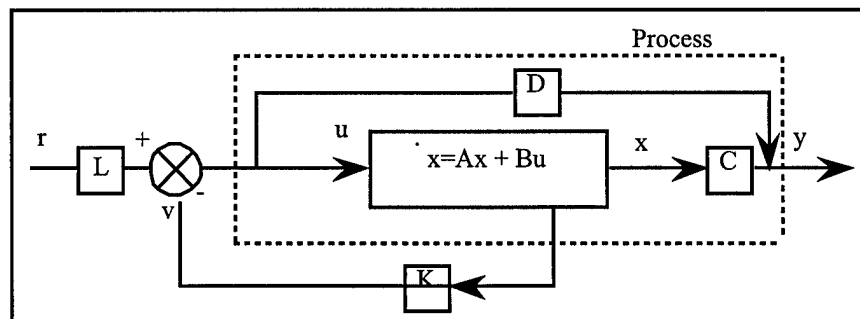 Process
D
r
+
u
ẋ=Ax + Bu
x
y
L
C
v
-
K